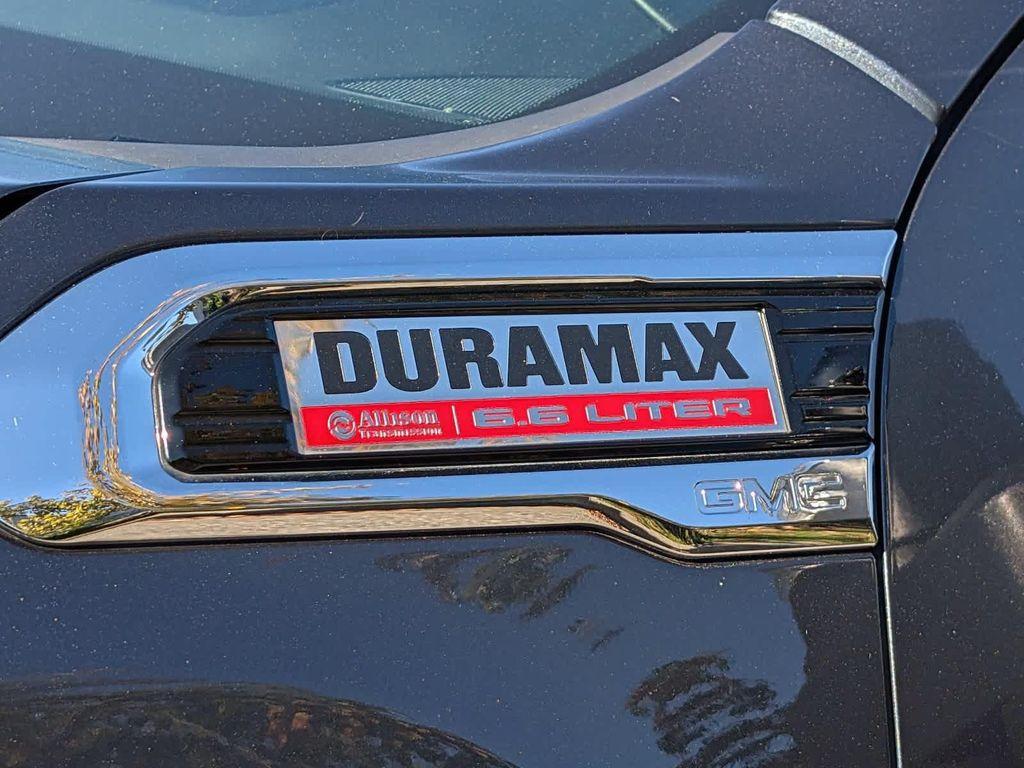 DURAMAX
Allison Transmission | 6.6 LITER
GMC